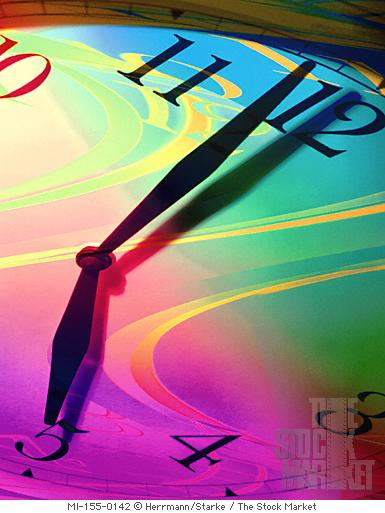 10 11 12
5 4 3
THE
STOCK
MARKET
MI-155-0142 © Herrmann/Starke / The Stock Market